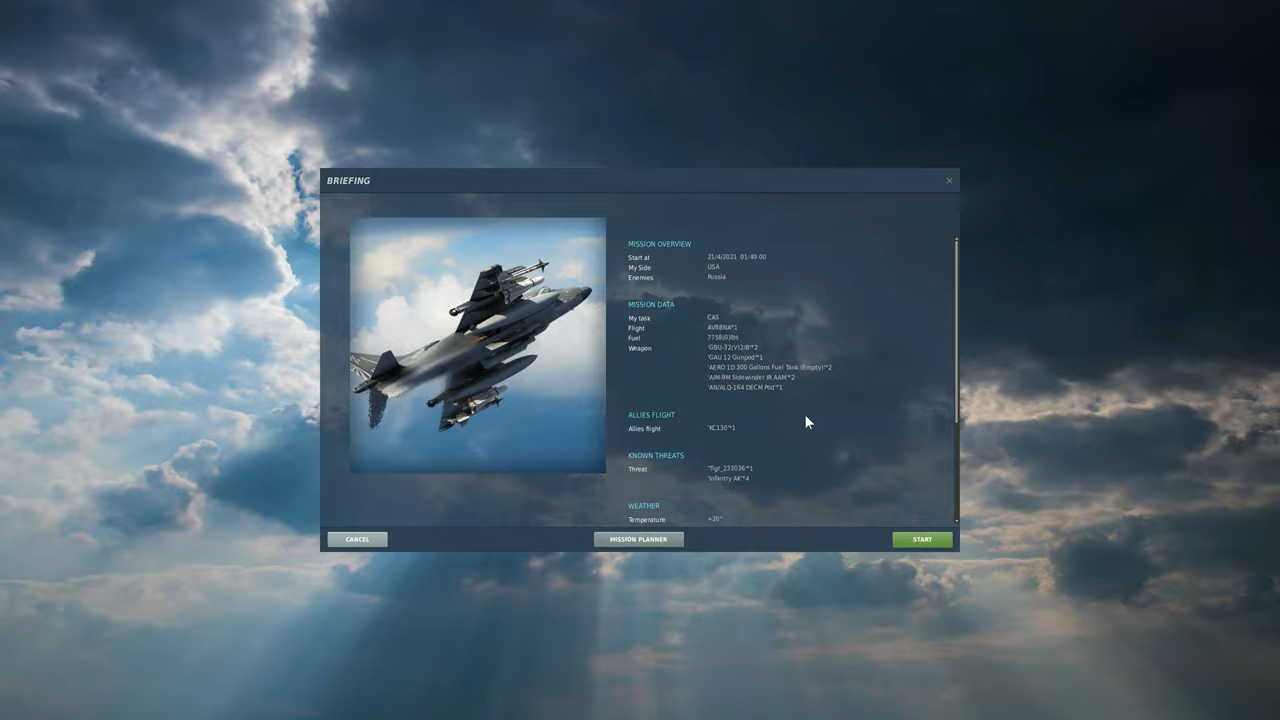 BRIEFING
MISSION OVERVIEW
Start at 21/4/2021 01:40:00
My Side USA
Enemies Russia
MISSION DATA
My task CAS
Flight AV8BNA*1
Fuel 7758(0)lbs
Weapon 'GBU-32(V)2/B'*2
'GAU 12 Gunpod'*1
'AERO 1D 300 Gallons Fuel Tank (Empty)'*2
'AIM-9M Sidewinder IR AAM'*2
'AN/ALQ-164 DECM Pod'*1
ALLIES FLIGHT
Allies flight 'KC130'*1
KNOWN THREATS
Threat 'Tigr_233036'*1
'Infantry AK'*4
WEATHER
Temperature +20°
CANCEL MISSION PLANNER START